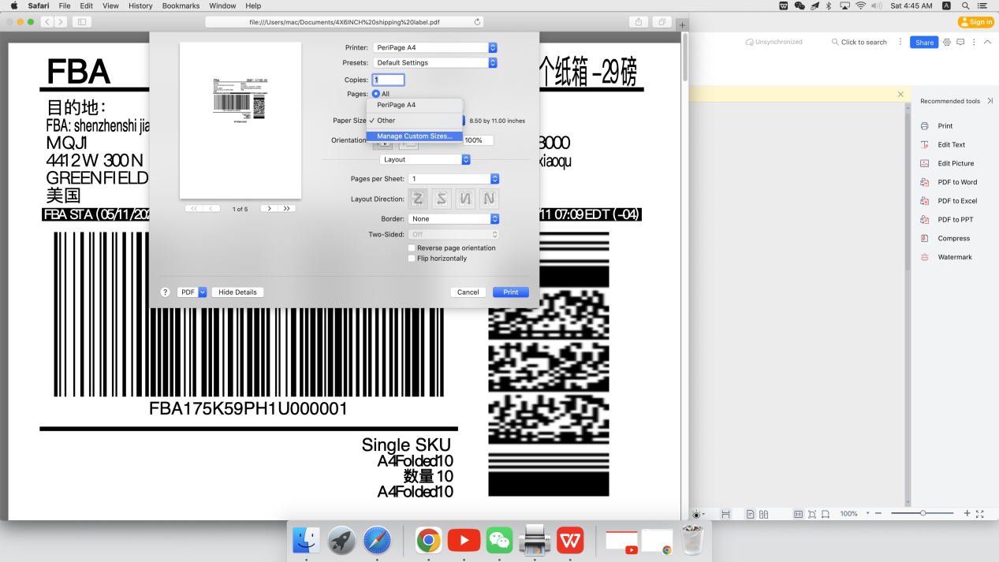 Safari File Edit View History Bookmarks Window Help
Sat 4:45 AM
file:///Users/mac/Documents/4X6INCH%20shipping%20label.pdf
Sign in
Unsynchronized
Click to search
Share
FBA
个纸箱 – 29磅
目的地:
FBA: shenzhenshi jia
MQJ1
4412 W 300 N
GREENFIELD
美国
3000
xiaoqu
FBA STA (05/11/202
11 07:09 EDT (-04)
FBA175K59PH1U000001
Single SKU
A4Folded10
数量 10
A4Folded10
1 of 5
Printer: PeriPage A4
Presets: Default Settings
Copies: 1
Pages: All
PeriPage A4
Paper Size ✓ Other 8.50 by 11.00 inches
Manage Custom Sizes...
Orientation 100%
Layout
Pages per Sheet: 1
Layout Direction:
Border: None
Two-Sided: Off
Reverse page orientation
Flip horizontally
? PDF Hide Details Cancel Print
Recommended tools
Print
Edit Text
Edit Picture
PDF to Word
PDF to Excel
PDF to PPT
Compress
Watermark
100%